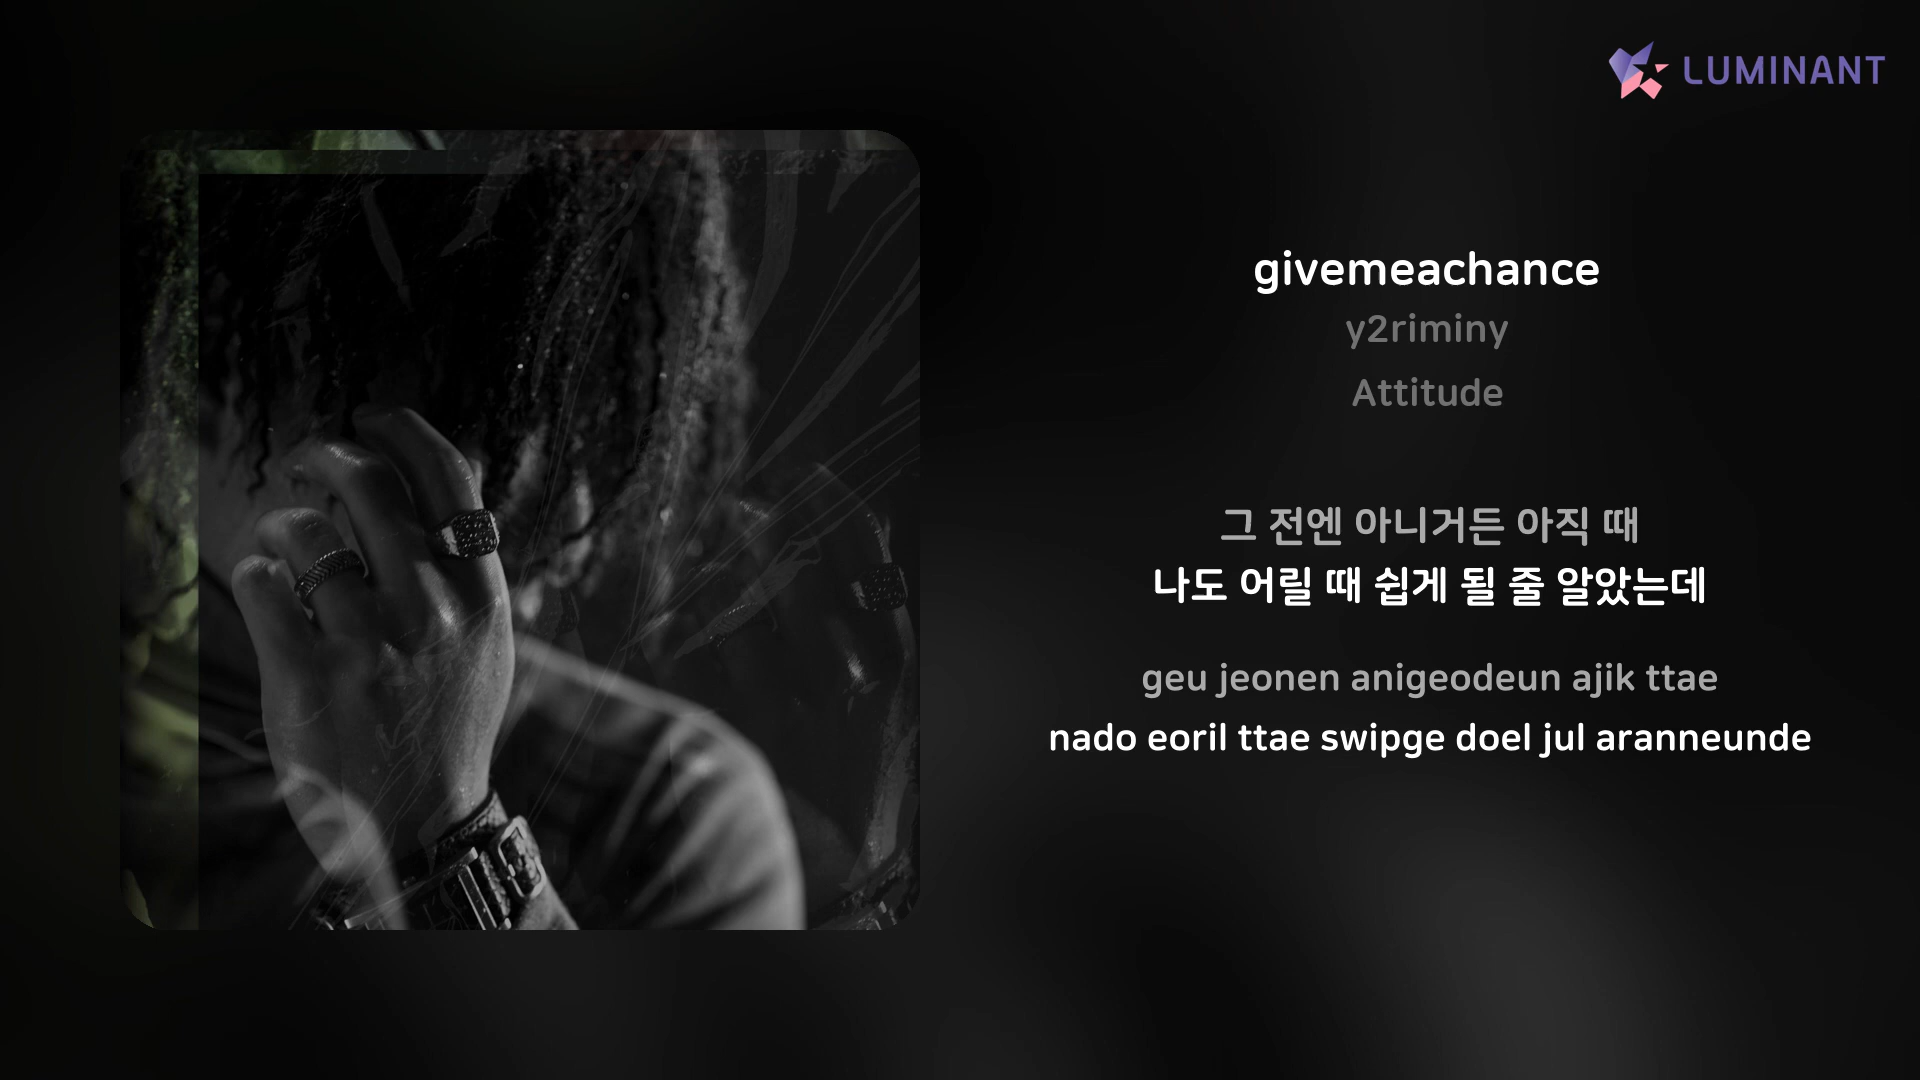 LUMINANT
givemeachance
y2riminy
Attitude
그 전엔 아니거든 아직 때
나도 어릴 때 쉽게 될 줄 알았는데
geu jeonen anigeodeun ajik ttae
nado eoril ttae swipge doel jul aranneunde